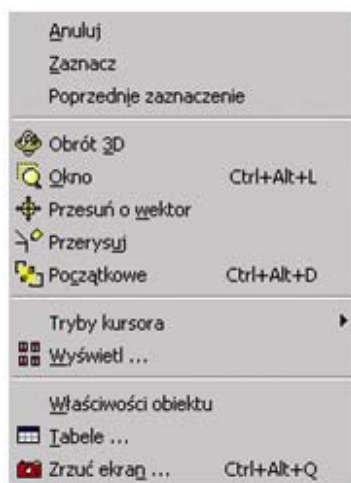 Anuluj
Zaznacz
Poprzednie zaznaczenie
Obrót 3D
Okno Ctrl+Alt+L
Przesuń o wektor
Przerysuj
Początkowe Ctrl+Alt+D
Tryby kursora
Wyświetl ...
Właściwości obiektu
Tabele ...
Zrzuć ekran ... Ctrl+Alt+Q